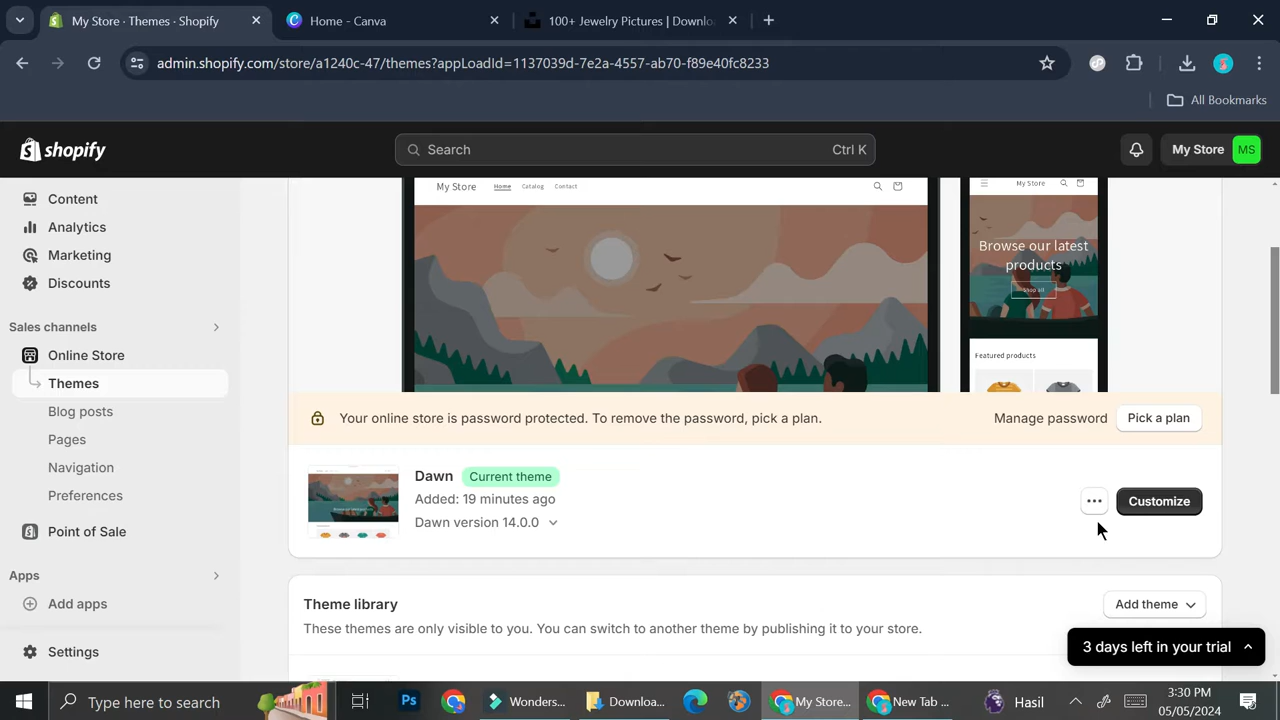 My Store · Themes · Shopify
Home - Canva
100+ Jewelry Pictures | Downlo
admin.shopify.com/store/a1240c-47/themes?appLoadId=1137039d-7e2a-4557-ab70-f89e40fc8233
All Bookmarks
shopify
Search
Ctrl K
My Store
MS
Content
Analytics
Marketing
Discounts
Sales channels
Online Store
Themes
Blog posts
Pages
Navigation
Preferences
Point of Sale
Apps
Add apps
Settings
My Store Home Catalog Contact
My Store
Browse our latest
products
Shop all
Featured products
Your online store is password protected. To remove the password, pick a plan.
Manage password
Pick a plan
Dawn
Current theme
Added: 19 minutes ago
Dawn version 14.0.0
Customize
Theme library
Add theme
These themes are only visible to you. You can switch to another theme by publishing it to your store.
3 days left in your trial
Type here to search
Ps
Wonders...
Downloa...
My Store...
New Tab ...
Hasil
3:30 PM
05/05/2024